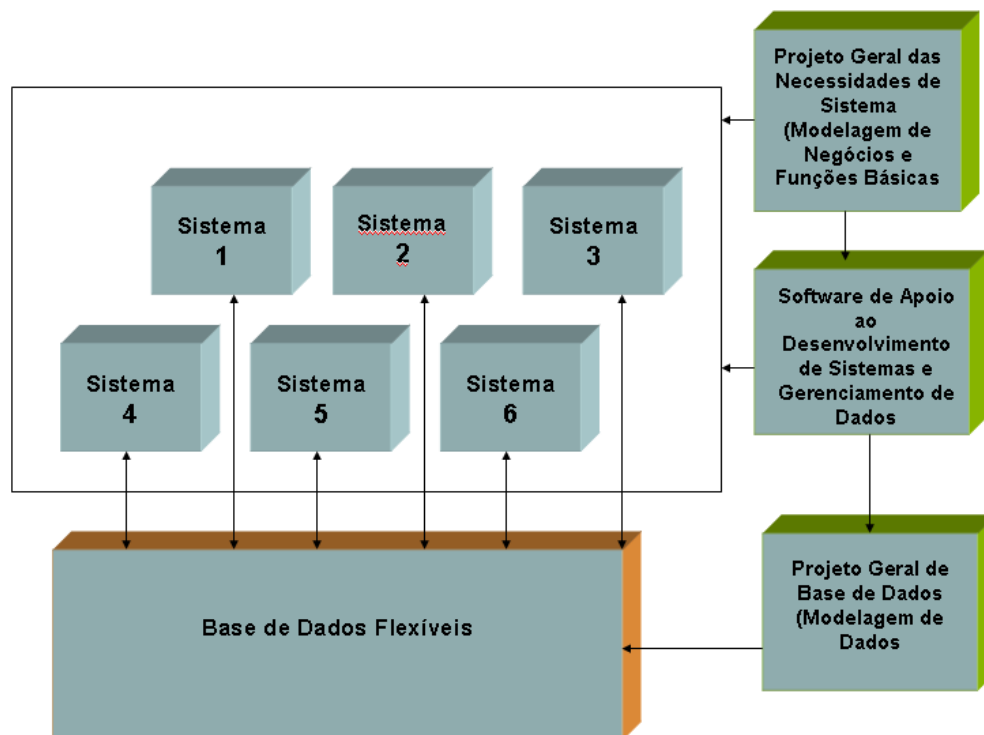 Projeto Geral das
Necessidades de
Sistema
(Modelagem de
Negócios e
Funções Básicas
Sistema
1
Sistema
2
Sistema
3
Software de Apoio
ao
Desenvolvimento
de Sistemas e
Gerenciamento de
Dados
Sistema
4
Sistema
5
Sistema
6
Projeto Geral de
Base de Dados
(Modelagem de
Dados
Base de Dados Flexíveis